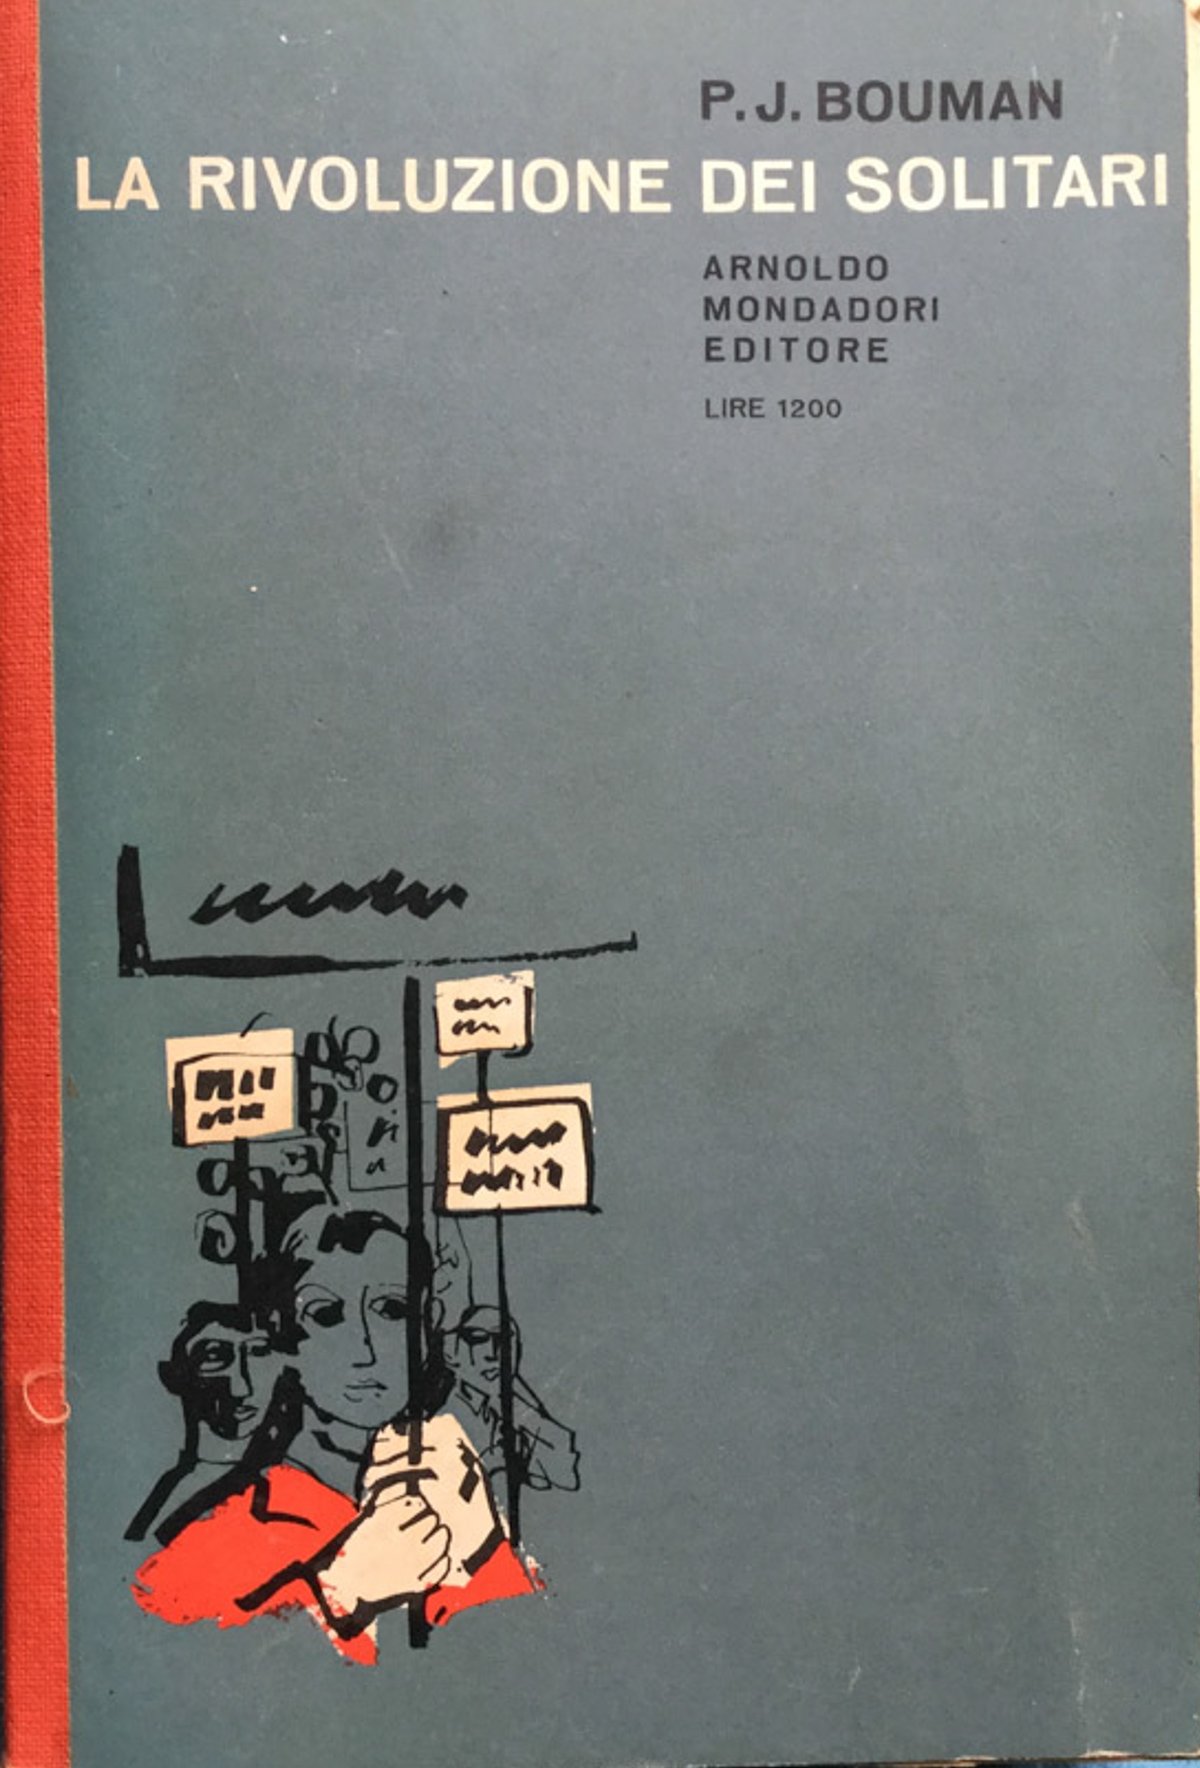 P.J. BOUMAN
LA RIVOLUZIONE DEI SOLITARI
ARNOLDO
MONDADORI
EDITORE
LIRE 1200